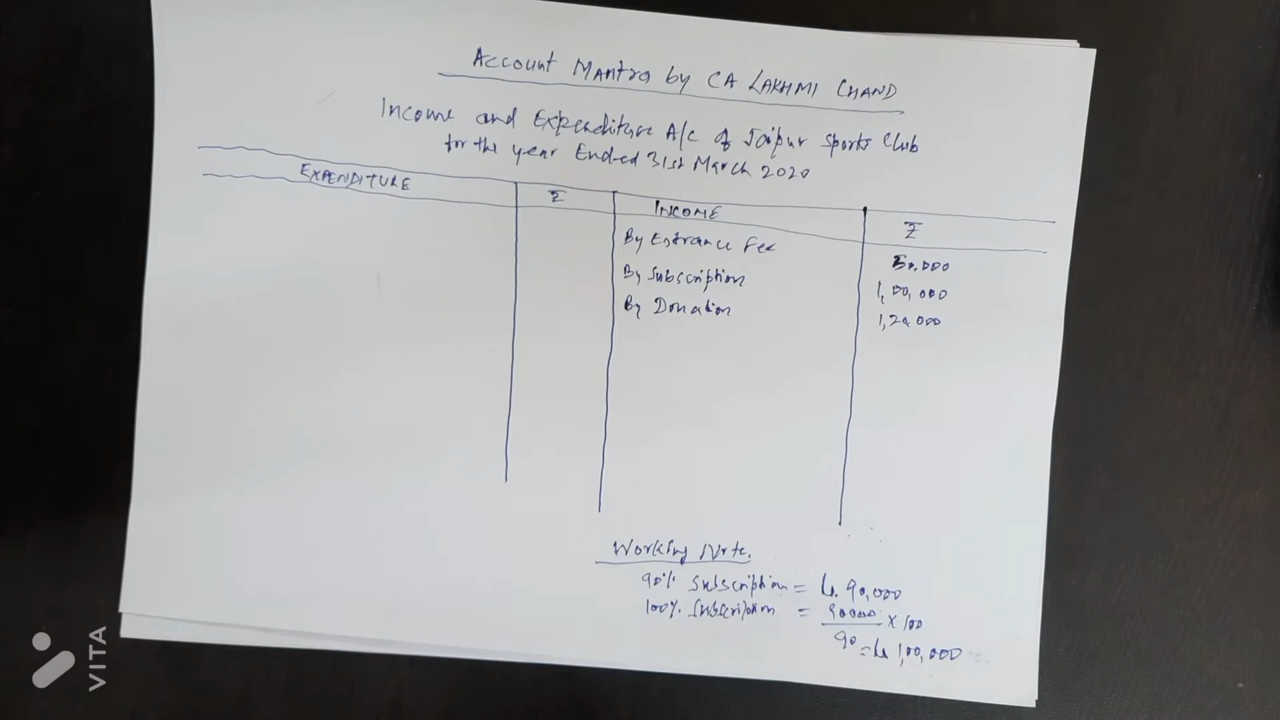 Account Mantra by CA LAKHMI CHAND
Income and Expenditure A/c of Jaipur Sports Club
for the year Ended 31st March 2020
EXPENDITURE ₹ INCOME ₹
By Entrance Fee 50,000
By Subscription 1,00,000
By Donation 1,20,000
Working Note.
90% Subscription = Rs. 90,000
100% Subscription = 90000 × 100
90
= Rs 1,00,000
VITA